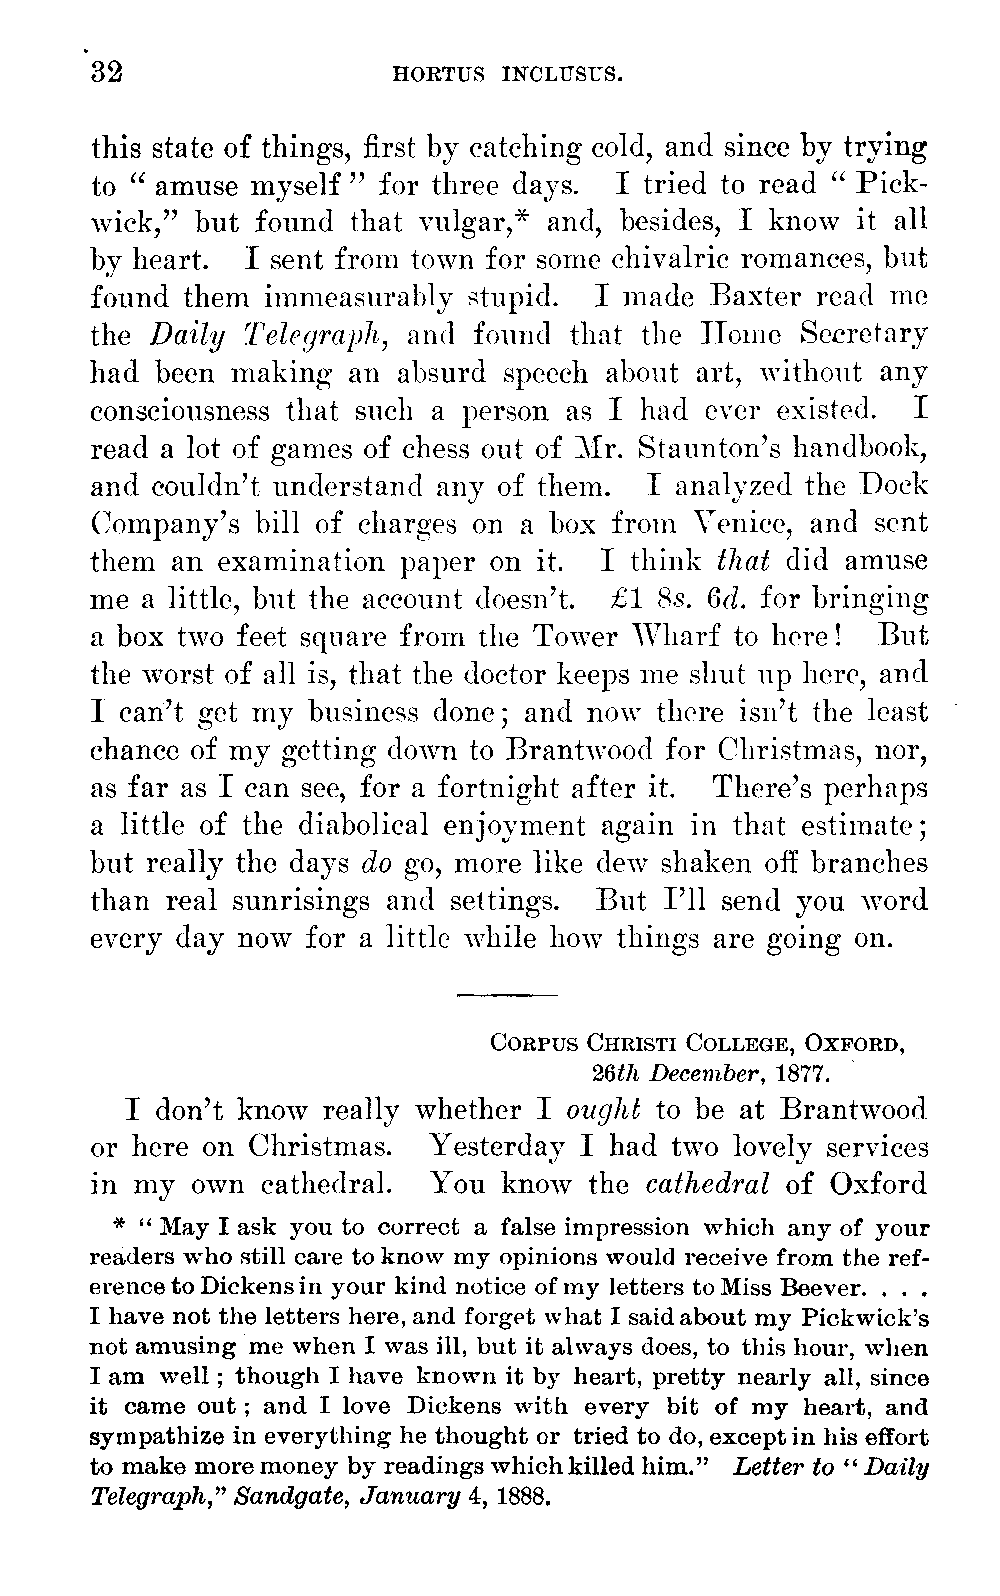 32 HORTUS INCLUSUS.
this state of things, first by catching cold, and since by trying
to “ amuse myself ” for three days. I tried to read “ Pick-
wick,” but found that vulgar,* and, besides, I know it all
by heart. I sent from town for some chivalric romances, but
found them immeasurably stupid. I made Baxter read me
the Daily Telegraph, and found that the Home Secretary
had been making an absurd speech about art, without any
consciousness that such a person as I had ever existed. I
read a lot of games of chess out of Mr. Staunton’s handbook,
and couldn’t understand any of them. I analyzed the Dock
Company’s bill of charges on a box from Venice, and sent
them an examination paper on it. I think that did amuse
me a little, but the account doesn’t. £1 8s. 6d. for bringing
a box two feet square from the Tower Wharf to here! But
the worst of all is, that the doctor keeps me shut up here, and
I can’t get my business done; and now there isn’t the least
chance of my getting down to Brantwood for Christmas, nor,
as far as I can see, for a fortnight after it. There’s perhaps
a little of the diabolical enjoyment again in that estimate;
but really the days do go, more like dew shaken off branches
than real sunrisings and settings. But I’ll send you word
every day now for a little while how things are going on.
CORPUS CHRISTI COLLEGE, OXFORD,
26th December, 1877.
I don’t know really whether I ought to be at Brantwood
or here on Christmas. Yesterday I had two lovely services
in my own cathedral. You know the cathedral of Oxford
* “ May I ask you to correct a false impression which any of your
readers who still care to know my opinions would receive from the ref-
erence to Dickens in your kind notice of my letters to Miss Beever. . . .
I have not the letters here, and forget what I said about my Pickwick’s
not amusing me when I was ill, but it always does, to this hour, when
I am well ; though I have known it by heart, pretty nearly all, since
it came out ; and I love Dickens with every bit of my heart, and
sympathize in everything he thought or tried to do, except in his effort
to make more money by readings which killed him.” Letter to “ Daily
Telegraph,” Sandgate, January 4, 1888.